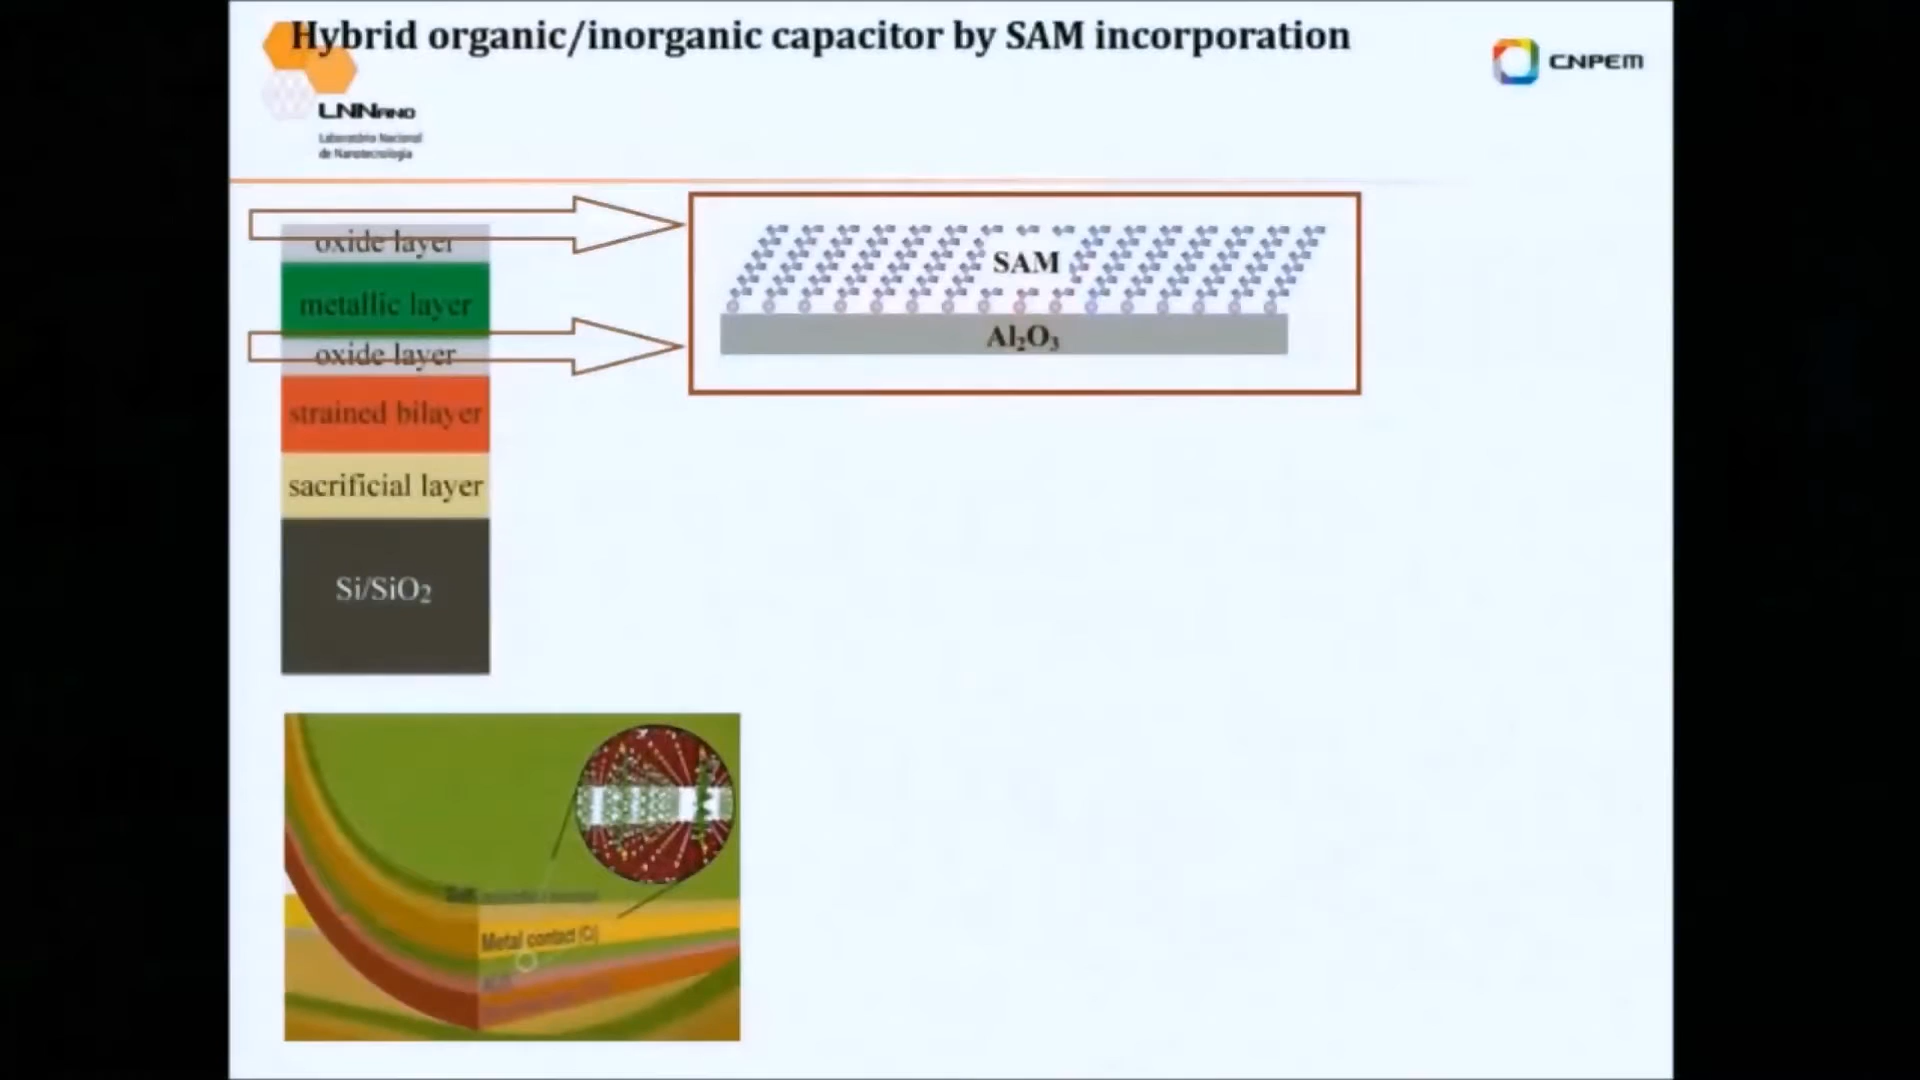 Hybrid organic/inorganic capacitor by SAM incorporation
CNPEM
LNNano
Laboratório Nacional
de Nanotecnologia
oxide layer
metallic layer
oxide layer
strained bilayer
sacrificial layer
Si/SiO₂
SAM
Al₂O₃
Metal contact (Cr)